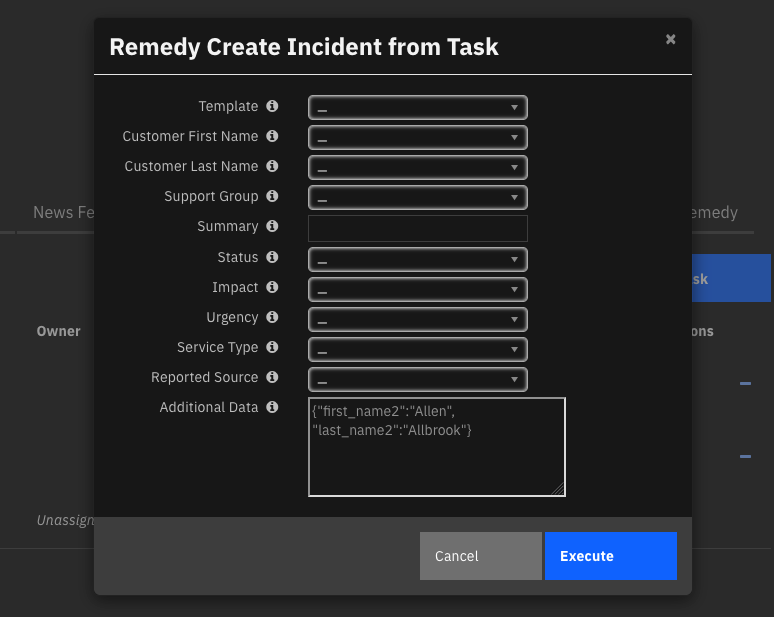 Remedy Create Incident from Task
×
Template
_
Customer First Name
_
Customer Last Name
_
Support Group
_
Summary
Status
_
Impact
_
Urgency
_
Service Type
_
Reported Source
_
Additional Data
{"first_name2":"Allen",
"last_name2":"Allbrook"}
Cancel
Execute
News Fe
emedy
sk
Owner
ons
Unassign